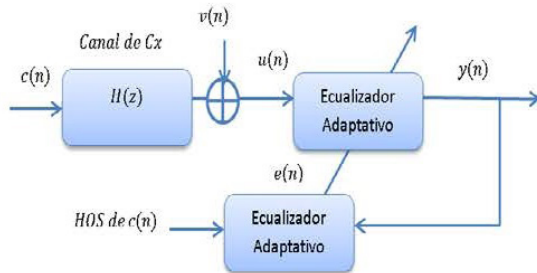 Canal de Cx
v(n)
c(n)
H(z)
u(n)
Ecualizador
Adaptativo
y(n)
e(n)
HOS de c(n)
Ecualizador
Adaptativo